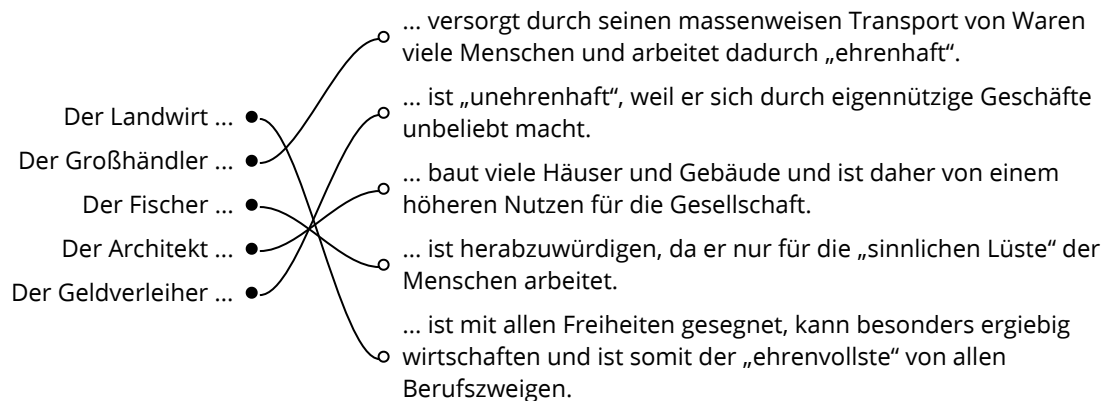 Der Landwirt ...
Der Großhändler ...
Der Fischer ...
Der Architekt ...
Der Geldverleiher ...
... versorgt durch seinen massenweisen Transport von Waren
viele Menschen und arbeitet dadurch „ehrenhaft“.
... ist „unehrenhaft“, weil er sich durch eigennützige Geschäfte
unbeliebt macht.
... baut viele Häuser und Gebäude und ist daher von einem
höheren Nutzen für die Gesellschaft.
... ist herabzuwürdigen, da er nur für die „sinnlichen Lüste“ der
Menschen arbeitet.
... ist mit allen Freiheiten gesegnet, kann besonders ergiebig
wirtschaften und ist somit der „ehrenvollste“ von allen
Berufszweigen.